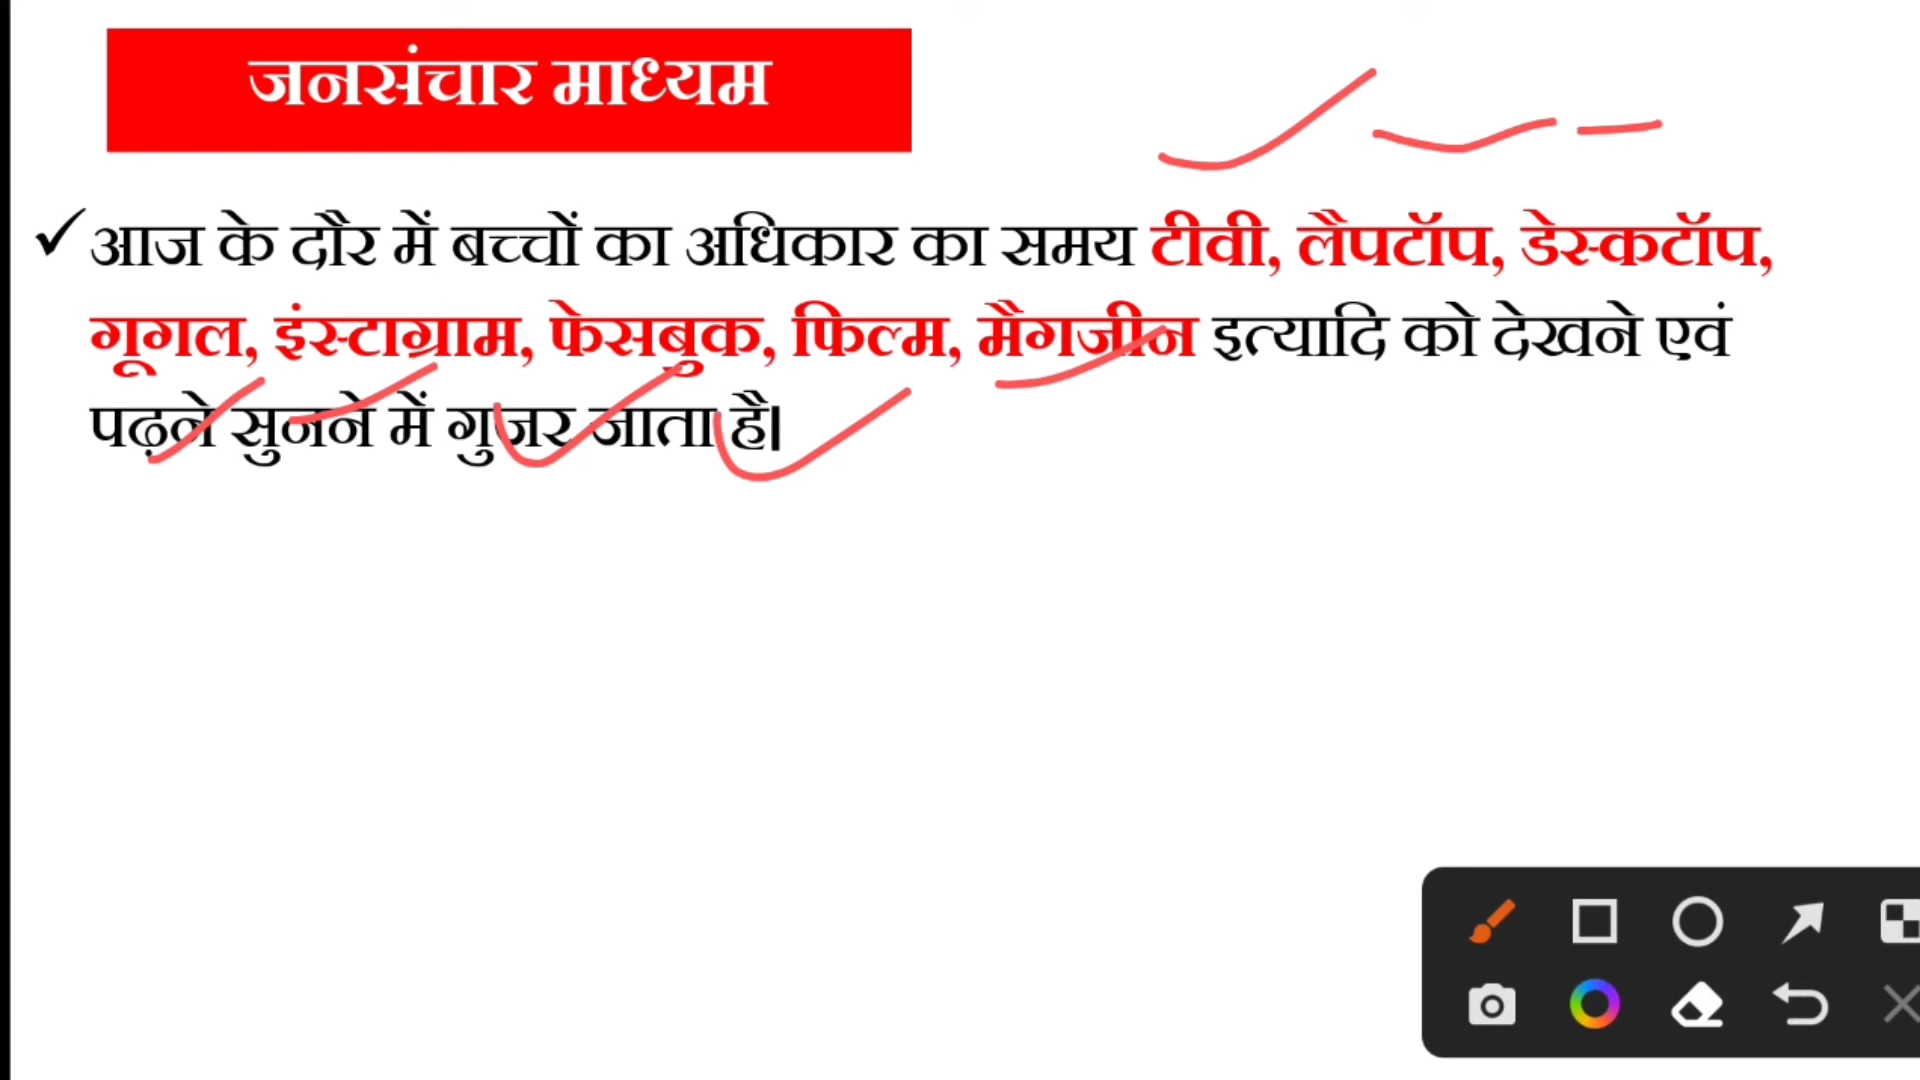 जनसंचार माध्यम
आज के दौर में बच्चों का अधिकार का समय टीवी, लैपटॉप, डेस्कटॉप,
गूगल, इंस्टाग्राम, फेसबुक, फिल्म, मैगजीन इत्यादि को देखने एवं
पढ़ने सुनने में गुजर जाता है।